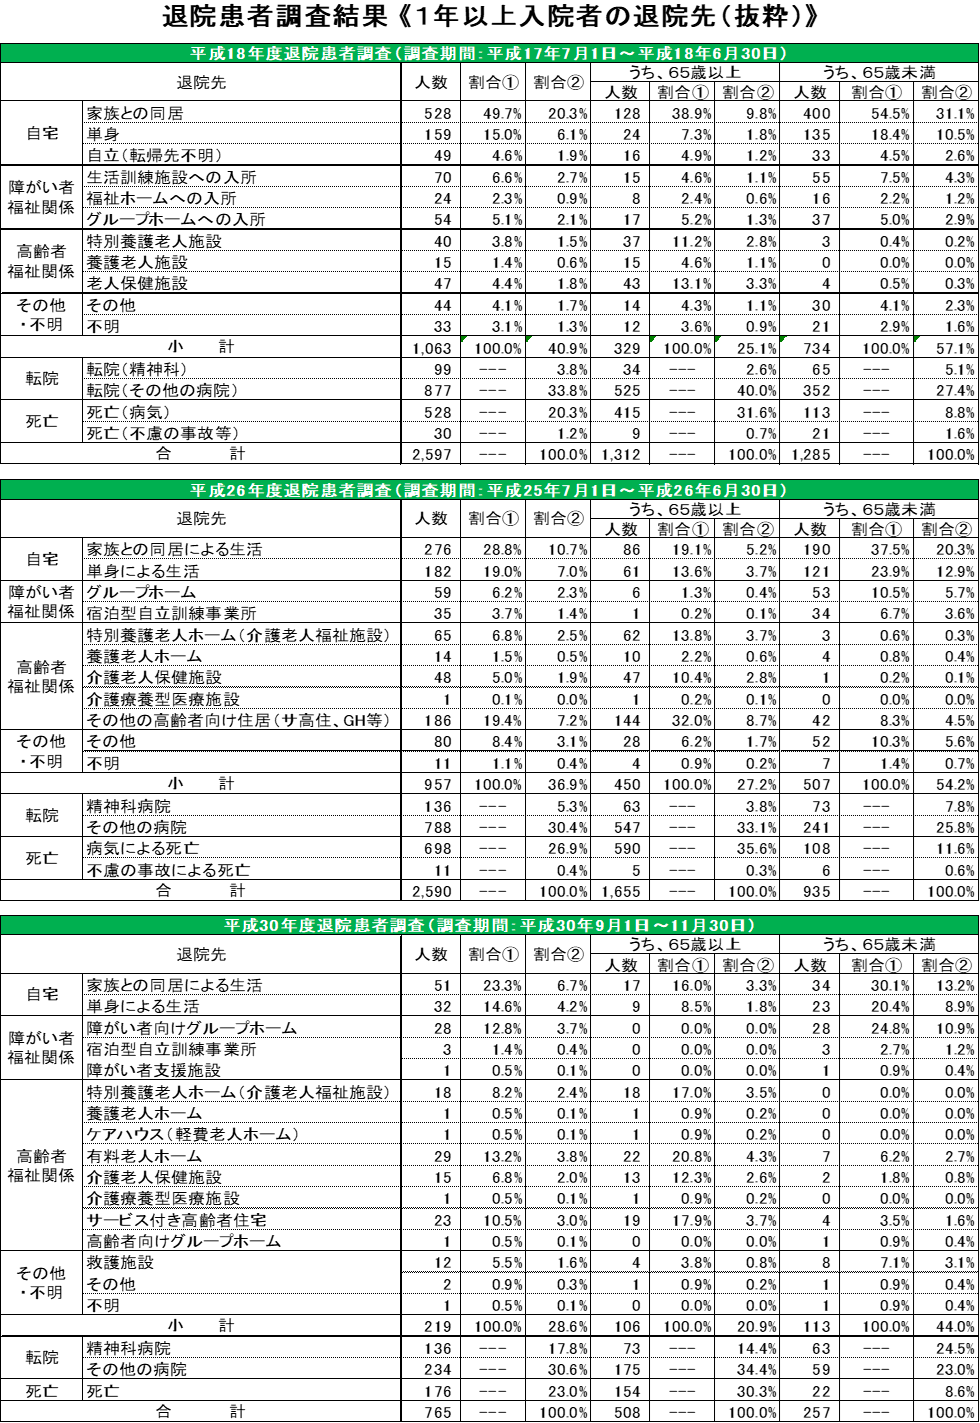 退院患者調査結果《1年以上入院者の退院先(抜粋)》
平成18年度退院患者調査(調査期間:平成17年7月1日～平成18年6月30日)
退院先 人数 割合① 割合② うち、65歳以上 うち、65歳未満
人数 割合① 割合② 人数 割合① 割合②
自宅 家族との同居 528 49.7% 20.3% 128 38.9% 9.8% 400 54.5% 31.1%
単身 159 15.0% 6.1% 24 7.3% 1.8% 135 18.4% 10.5%
自立(転帰先不明) 49 4.6% 1.9% 16 4.9% 1.2% 33 4.5% 2.6%
障がい者福祉関係 生活訓練施設への入所 70 6.6% 2.7% 15 4.6% 1.1% 55 7.5% 4.3%
福祉ホームへの入所 24 2.3% 0.9% 8 2.4% 0.6% 16 2.2% 1.2%
グループホームへの入所 54 5.1% 2.1% 17 5.2% 1.3% 37 5.0% 2.9%
高齢者福祉関係 特別養護老人施設 40 3.8% 1.5% 37 11.2% 2.8% 3 0.4% 0.2%
養護老人施設 15 1.4% 0.6% 15 4.6% 1.1% 0 0.0% 0.0%
老人保健施設 47 4.4% 1.8% 43 13.1% 3.3% 4 0.5% 0.3%
その他・不明 その他 44 4.1% 1.7% 14 4.3% 1.1% 30 4.1% 2.3%
不明 33 3.1% 1.3% 12 3.6% 0.9% 21 2.9% 1.6%
小 計 1,063 100.0% 40.9% 329 100.0% 25.1% 734 100.0% 57.1%
転院 転院(精神科) 99 --- 3.8% 34 --- 2.6% 65 --- 5.1%
転院(その他の病院) 877 --- 33.8% 525 --- 40.0% 352 --- 27.4%
死亡 死亡(病気) 528 --- 20.3% 415 --- 31.6% 113 --- 8.8%
死亡(不慮の事故等) 30 --- 1.2% 9 --- 0.7% 21 --- 1.6%
合 計 2,597 --- 100.0% 1,312 --- 100.0% 1,285 --- 100.0%
平成26年度退院患者調査(調査期間:平成25年7月1日～平成26年6月30日)
退院先 人数 割合① 割合② うち、65歳以上 うち、65歳未満
人数 割合① 割合② 人数 割合① 割合②
自宅 家族との同居による生活 276 28.8% 10.7% 86 19.1% 5.2% 190 37.5% 20.3%
単身による生活 182 19.0% 7.0% 61 13.6% 3.7% 121 23.9% 12.9%
障がい者福祉関係 グループホーム 59 6.2% 2.3% 6 1.3% 0.4% 53 10.5% 5.7%
宿泊型自立訓練事業所 35 3.7% 1.4% 1 0.2% 0.1% 34 6.7% 3.6%
高齢者福祉関係 特別養護老人ホーム(介護老人福祉施設) 65 6.8% 2.5% 62 13.8% 3.7% 3 0.6% 0.3%
養護老人ホーム 14 1.5% 0.5% 10 2.2% 0.6% 4 0.8% 0.4%
介護老人保健施設 48 5.0% 1.9% 47 10.4% 2.8% 1 0.2% 0.1%
介護療養型医療施設 1 0.1% 0.0% 1 0.2% 0.1% 0 0.0% 0.0%
その他の高齢者向け住居(サ高住、GH等) 186 19.4% 7.2% 144 32.0% 8.7% 42 8.3% 4.5%
その他・不明 その他 80 8.4% 3.1% 28 6.2% 1.7% 52 10.3% 5.6%
不明 11 1.1% 0.4% 4 0.9% 0.2% 7 1.4% 0.7%
小 計 957 100.0% 36.9% 450 100.0% 27.2% 507 100.0% 54.2%
転院 精神科病院 136 --- 5.3% 63 --- 3.8% 73 --- 7.8%
その他の病院 788 --- 30.4% 547 --- 33.1% 241 --- 25.8%
死亡 病気による死亡 698 --- 26.9% 590 --- 35.6% 108 --- 11.6%
不慮の事故による死亡 11 --- 0.4% 5 --- 0.3% 6 --- 0.6%
合 計 2,590 --- 100.0% 1,655 --- 100.0% 935 --- 100.0%
平成30年度退院患者調査(調査期間:平成30年9月1日～11月30日)
退院先 人数 割合① 割合② うち、65歳以上 うち、65歳未満
人数 割合① 割合② 人数 割合① 割合②
自宅 家族との同居による生活 51 23.3% 6.7% 17 16.0% 3.3% 34 30.1% 13.2%
単身による生活 32 14.6% 4.2% 9 8.5% 1.8% 23 20.4% 8.9%
障がい者福祉関係 障がい者向けグループホーム 28 12.8% 3.7% 0 0.0% 0.0% 28 24.8% 10.9%
宿泊型自立訓練事業所 3 1.4% 0.4% 0 0.0% 0.0% 3 2.7% 1.2%
障がい者支援施設 1 0.5% 0.1% 0 0.0% 0.0% 1 0.9% 0.4%
高齢者福祉関係 特別養護老人ホーム(介護老人福祉施設) 18 8.2% 2.4% 18 17.0% 3.5% 0 0.0% 0.0%
養護老人ホーム 1 0.5% 0.1% 1 0.9% 0.2% 0 0.0% 0.0%
ケアハウス(軽費老人ホーム) 1 0.5% 0.1% 1 0.9% 0.2% 0 0.0% 0.0%
有料老人ホーム 29 13.2% 3.8% 22 20.8% 4.3% 7 6.2% 2.7%
介護老人保健施設 15 6.8% 2.0% 13 12.3% 2.6% 2 1.8% 0.8%
介護療養型医療施設 1 0.5% 0.1% 1 0.9% 0.2% 0 0.0% 0.0%
サービス付き高齢者住宅 23 10.5% 3.0% 19 17.9% 3.7% 4 3.5% 1.6%
高齢者向けグループホーム 1 0.5% 0.1% 0 0.0% 0.0% 1 0.9% 0.4%
その他・不明 救護施設 12 5.5% 1.6% 4 3.8% 0.8% 8 7.1% 3.1%
その他 2 0.9% 0.3% 1 0.9% 0.2% 1 0.9% 0.4%
不明 1 0.5% 0.1% 0 0.0% 0.0% 1 0.9% 0.4%
小 計 219 100.0% 28.6% 106 100.0% 20.9% 113 100.0% 44.0%
転院 精神科病院 136 --- 17.8% 73 --- 14.4% 63 --- 24.5%
その他の病院 234 --- 30.6% 175 --- 34.4% 59 --- 23.0%
死亡 死亡 176 --- 23.0% 154 --- 30.3% 22 --- 8.6%
合 計 765 --- 100.0% 508 --- 100.0% 257 --- 100.0%